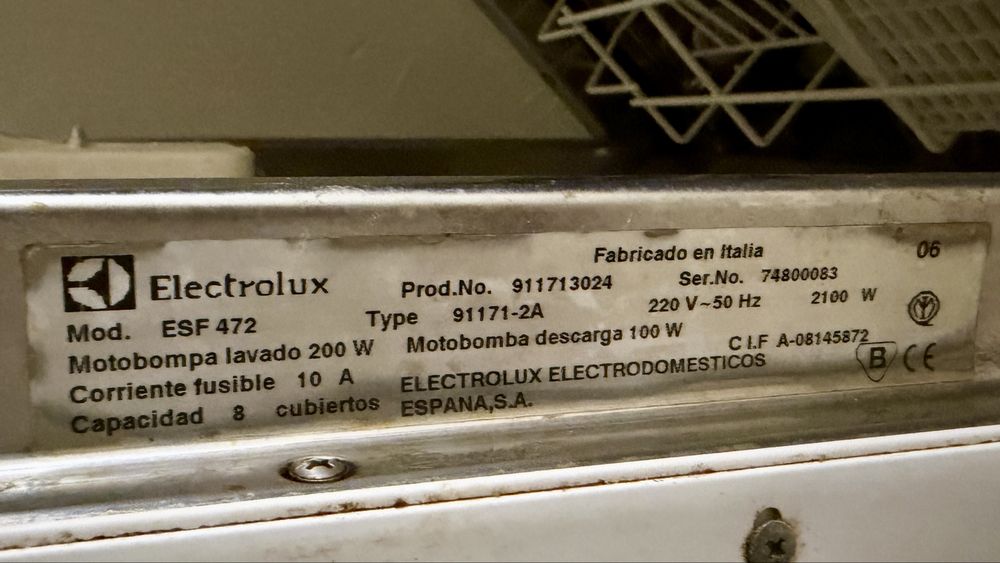 Fabricado en Italia 06
Electrolux Prod.No. 911713024 Ser.No. 74800083
Mod. ESF 472 Type 91171-2A 220 V~50 Hz 2100 W
Motobompa lavado 200 W Motobomba descarga 100 W C I.F A-08145872
Corriente fusible 10 A ELECTROLUX ELECTRODOMESTICOS B CE
Capacidad 8 cubiertos ESPANA,S.A.